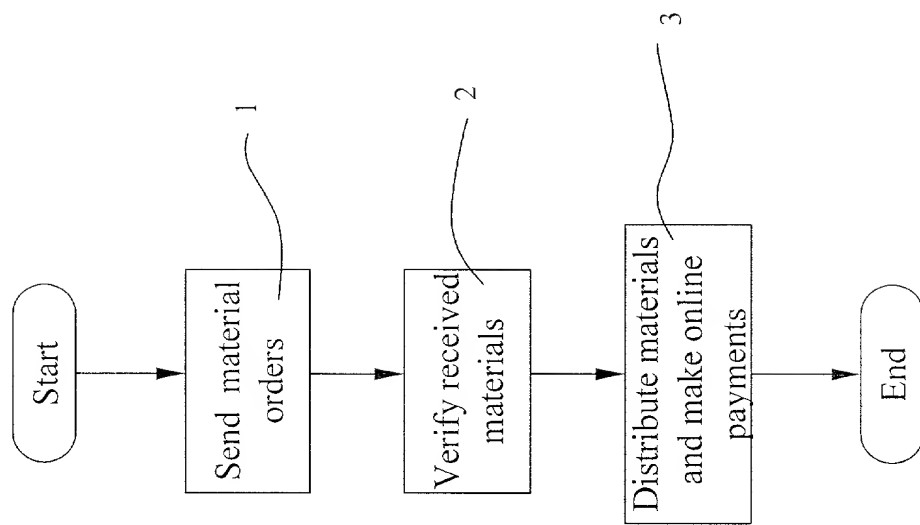 Start
Send material
orders
1
Verify received
materials
2
Distribute materials
and make online
payments
3
End